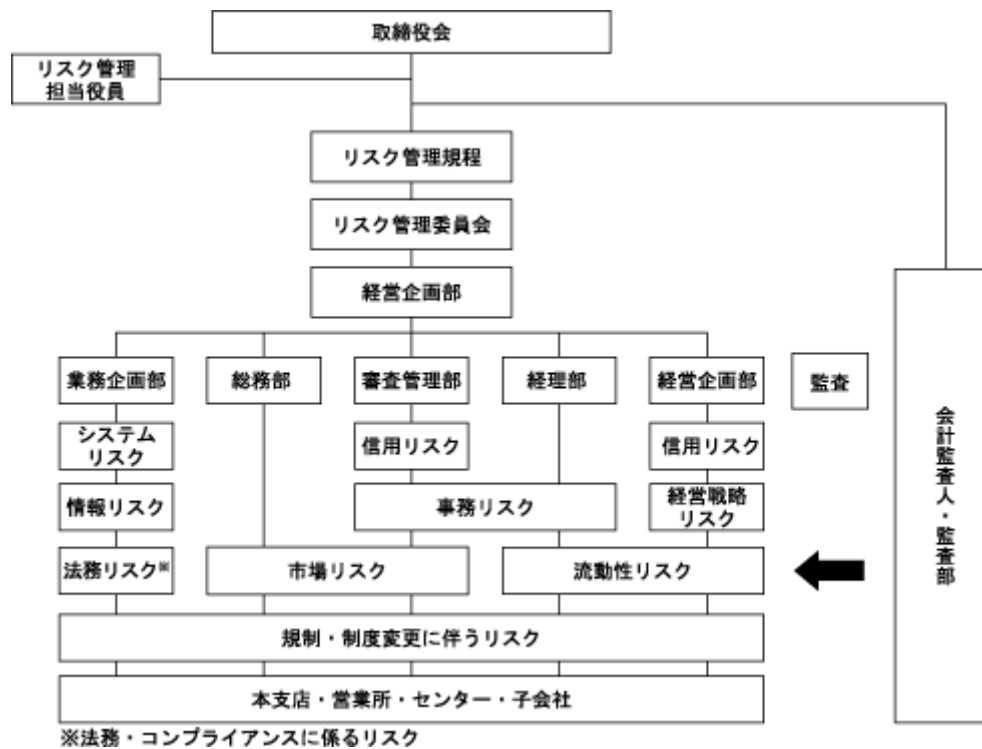 取締役会
リスク管理
担当役員
リスク管理規程
リスク管理委員会
経営企画部
業務企画部
総務部
審査管理部
経理部
経営企画部
監査
システム
リスク
信用リスク
信用リスク
情報リスク
事務リスク
経営戦略
リスク
法務リスク※
市場リスク
流動性リスク
規制・制度変更に伴うリスク
本支店・営業所・センター・子会社
会計監査人・監査部
※法務・コンプライアンスに係るリスク